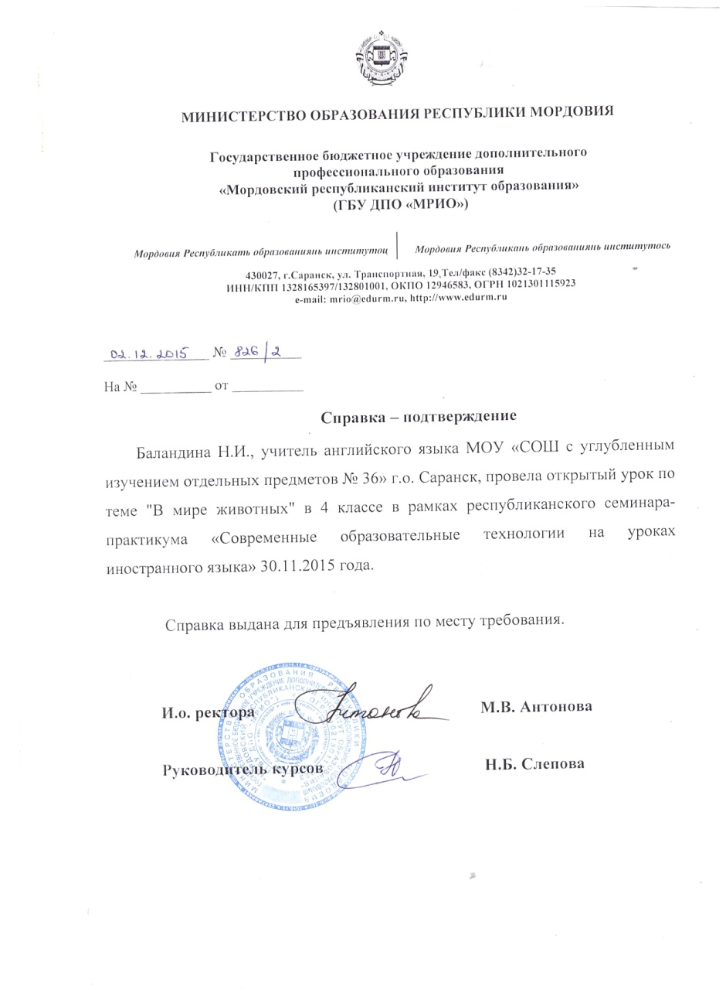 МИНИСТЕРСТВО ОБРАЗОВАНИЯ РЕСПУБЛИКИ МОРДОВИЯ
Государственное бюджетное учреждение дополнительного
профессионального образования
«Мордовский республиканский институт образования»
(ГБУ ДПО «МРИО»)
Мордовия Республикать образованиянь институтоц
Мордовия Республикань образованиянь институтось
430027, г.Саранск, ул. Транспортная, 19,Тел/факс (8342)32-17-35
ИНН/КПП 1328165397/132801001, ОКПО 12946583, ОГРН 1021301115923
e-mail: mrio@edurm.ru, http://www.edurm.ru
02.12.2015 № 826/2
На № ___________ от ___________
Справка – подтверждение
Баландина Н.И., учитель английского языка МОУ «СОШ с углубленным
изучением отдельных предметов № 36» г.о. Саранск, провела открытый урок по
теме "В мире животных" в 4 классе в рамках республиканского семинара-
практикума «Современные образовательные технологии на уроках
иностранного языка» 30.11.2015 года.
Справка выдана для предъявления по месту требования.
И.о. ректора М.В. Антонова
Руководитель курсов Н.Б. Слепова